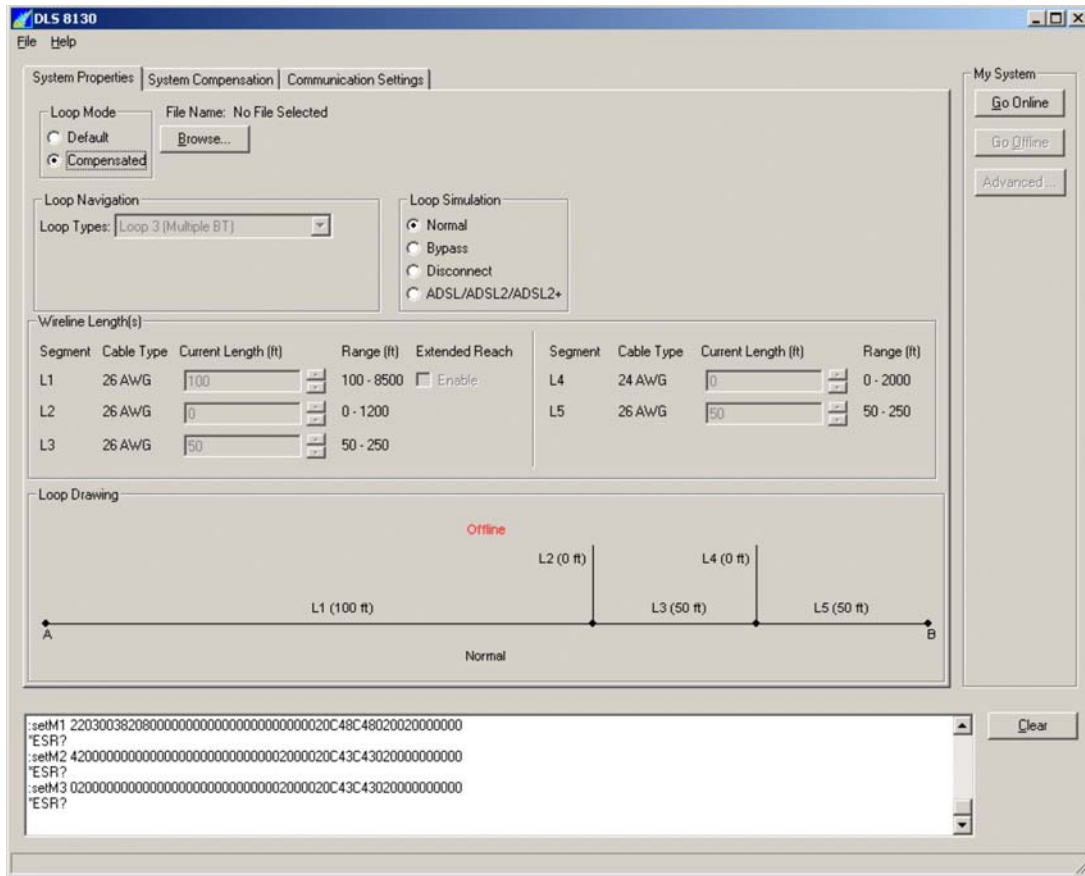 DLS 8130
File Help
System Properties System Compensation Communication Settings
My System
Loop Mode
File Name: No File Selected
Go Online
Default
Browse...
Compensated
Go Offline
Advanced ...
Loop Navigation
Loop Types: Loop 3 (Multiple BT)
Loop Simulation
Normal
Bypass
Disconnect
ADSL/ADSL2/ADSL2+
Wireline Length(s)
Segment Cable Type Current Length (ft) Range (ft) Extended Reach Segment Cable Type Current Length (ft) Range (ft)
L1 26 AWG 100 100 - 8500 Enable L4 24 AWG 0 0 - 2000
L2 26 AWG 0 0 - 1200 L5 26 AWG 50 50 - 250
L3 26 AWG 50 50 - 250
Loop Drawing
Offline
L2 (0 ft) L4 (0 ft)
L1 (100 ft) L3 (50 ft) L5 (50 ft)
A B
Normal
*ESR?
*ESR?
*ESR?
Clear